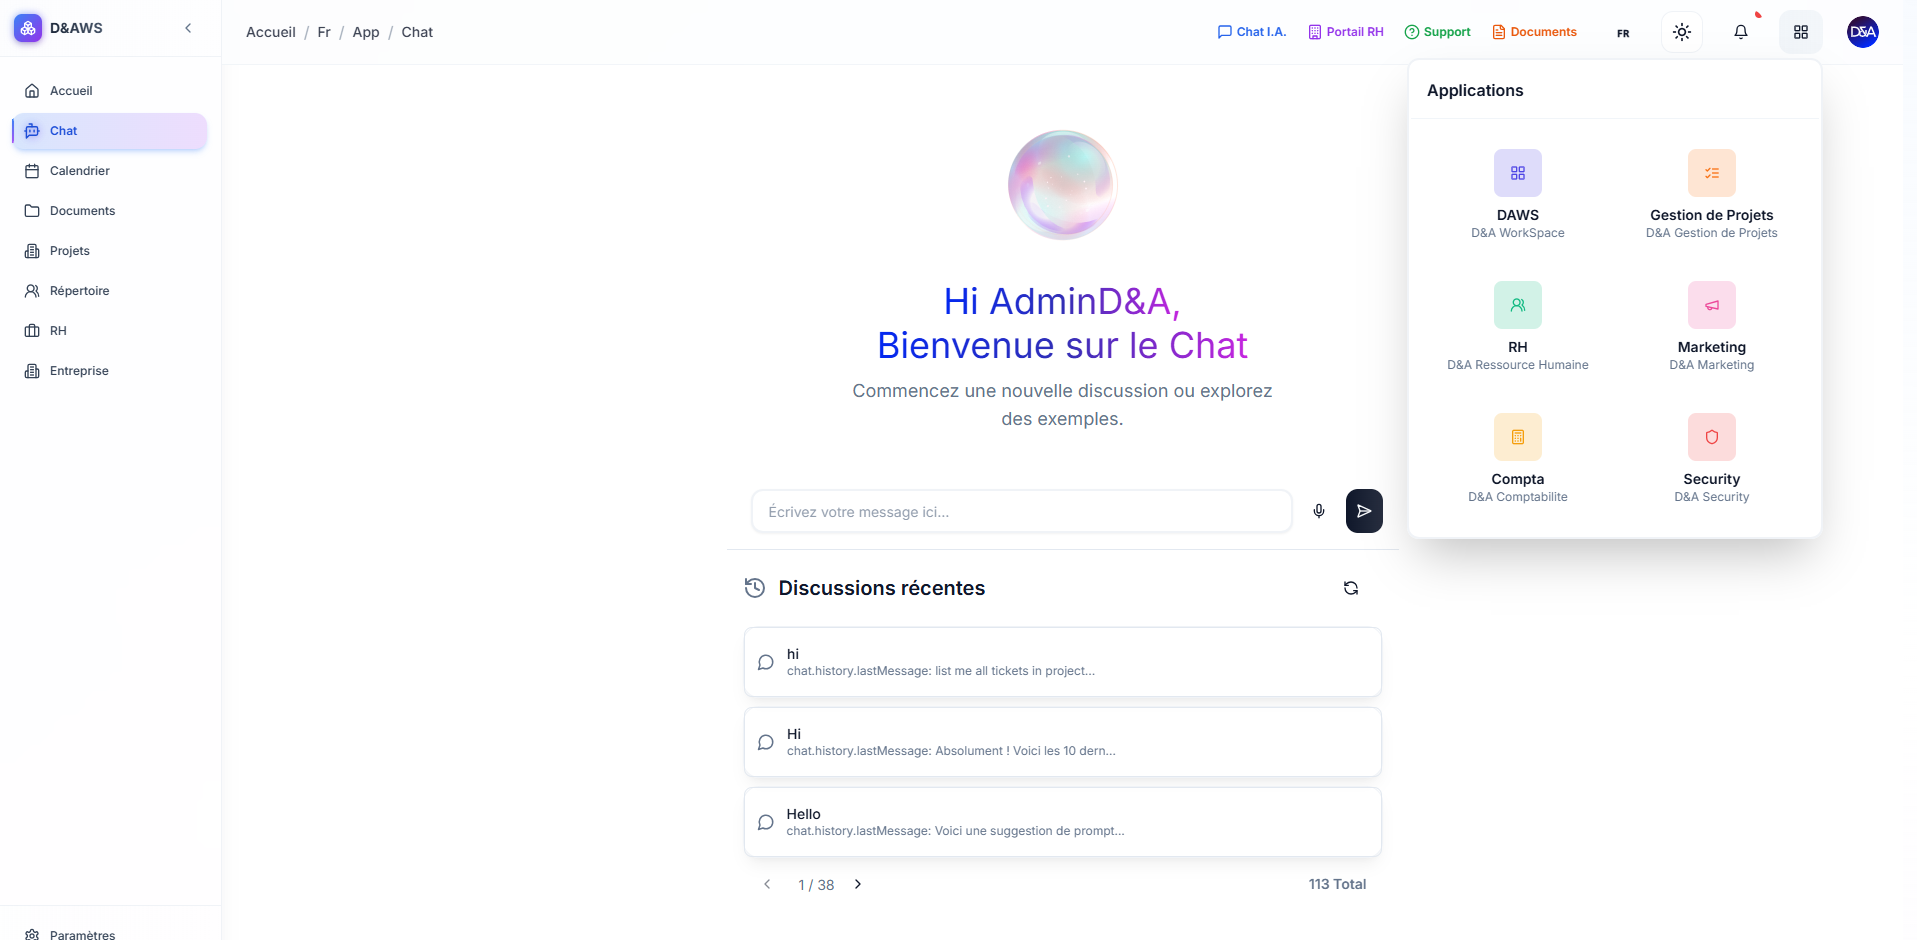 D&AWS
Accueil / Fr / App / Chat
Chat I.A.
Portail RH
Support
Documents
FR
D&A
Accueil
Chat
Calendrier
Documents
Projets
Répertoire
RH
Entreprise
Paramètres
Hi AdminD&A,
Bienvenue sur le Chat
Commencez une nouvelle discussion ou explorez
des exemples.
Écrivez votre message ici...
Discussions récentes
hi
chat.history.lastMessage: list me all tickets in project...
Hi
chat.history.lastMessage: Absolument ! Voici les 10 dern...
Hello
chat.history.lastMessage: Voici une suggestion de prompt...
1 / 38
113 Total
Applications
DAWS
D&A WorkSpace
Gestion de Projets
D&A Gestion de Projets
RH
D&A Ressource Humaine
Marketing
D&A Marketing
Compta
D&A Comptabilite
Security
D&A Security